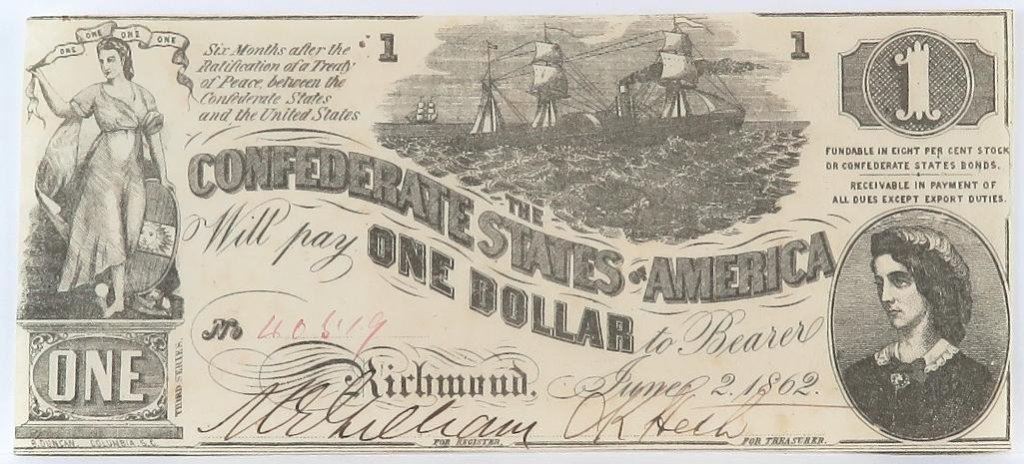 ONE ONE ONE ONE
Six Months after the
Ratification of a Treaty
of Peace between the
Confederate States
and the United States
1
1
1
FUNDABLE IN EIGHT PER CENT STOCK
OR CONFEDERATE STATES BONDS.
RECEIVABLE IN PAYMENT OF
ALL DUES EXCEPT EXPORT DUTIES.
THE
CONFEDERATE STATES OF AMERICA
Will pay ONE DOLLAR to Bearer
No 40519
Richmond, June 2, 1862.
ONE
THIRD SERIES
FOR REGISTER.
FOR TREASURER.
DUNCAN, COLUMBIA S.C.